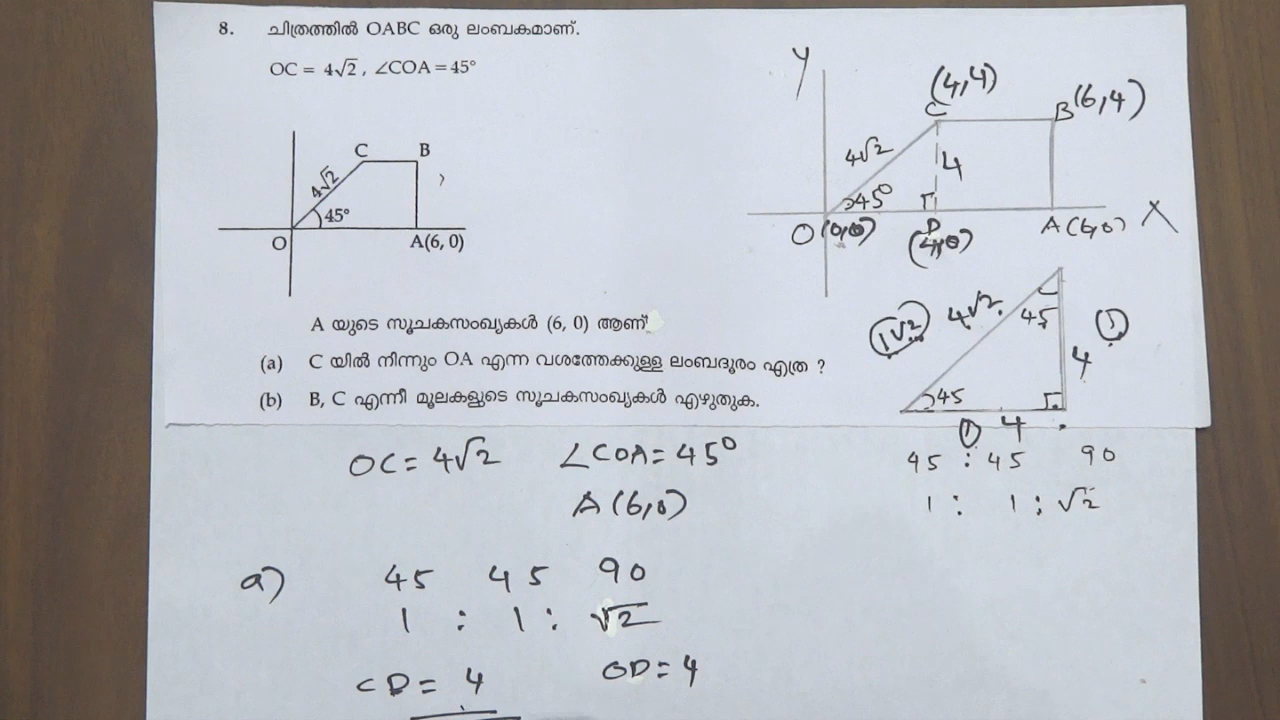 8. ചിത്രത്തിൽ OABC ഒരു ലംബകമാണ്.
OC = 4√2, ∠COA = 45°
C B
4√2
45°
O A(6, 0)
A യുടെ സൂചകസംഖ്യകൾ (6, 0) ആണ്
(a) C യിൽ നിന്നും OA എന്ന വശത്തേക്കുള്ള ലംബദൂരം എത്ര ?
(b) B, C എന്നീ മൂലകളുടെ സൂചകസംഖ്യകൾ എഴുതുക.
Y
(4,4)
C B(6,4)
4√2 4
45°
O(0,0) D A(6,0) X
(4,0)
1√2 4√2 45 1
4
45
1 4
45 : 45 90
1 : 1 : √2
OC = 4√2 ∠COA = 45°
A (6,0)
a) 45 45 90
1 : 1 : √2
CD = 4 OD = 4